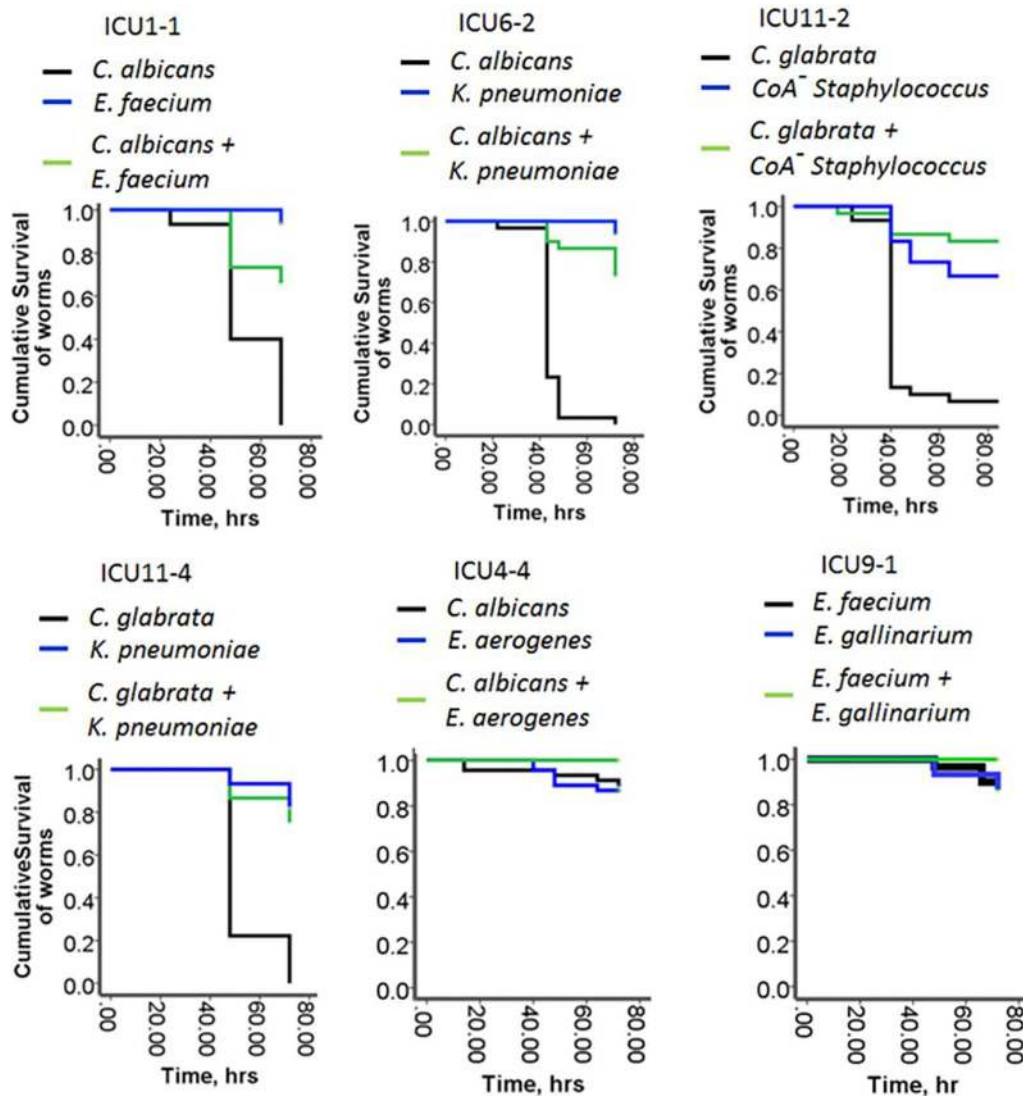 ICU1-1
C. albicans
E. faecium
C. albicans +
E. faecium
Cumulative Survival
of worms
1.0
0.8
0.6
0.4
0.2
0.0
.00
20.00
40.00
60.00
80.00
Time, hrs
ICU6-2
C. albicans
K. pneumoniae
C. albicans +
K. pneumoniae
Cumulative Survival
of worms
1.0
0.8
0.6
0.4
0.2
0.0
.00
20.00
40.00
60.00
80.00
Time, hrs
ICU11-2
C. glabrata
CoA⁻ Staphylococcus
C. glabrata +
CoA⁻ Staphylococcus
Cumulative Survival
of worms
1.0
0.8
0.6
0.4
0.2
0.0
.00
20.00
40.00
60.00
80.00
Time, hrs
ICU11-4
C. glabrata
K. pneumoniae
C. glabrata +
K. pneumoniae
CumulativeSurvival
of worms
1.0
0.8
0.6
0.4
0.2
0.0
.00
20.00
40.00
60.00
80.00
Time, hrs
ICU4-4
C. albicans
E. aerogenes
C. albicans +
E. aerogenes
1.0
0.8
0.6
0.4
0.2
0.0
.00
20.00
40.00
60.00
80.00
Time, hrs
ICU9-1
E. faecium
E. gallinarium
E. faecium +
E. gallinarium
1.0
0.8
0.6
0.4
0.2
0.0
.00
20.00
40.00
60.00
80.00
Time, hr